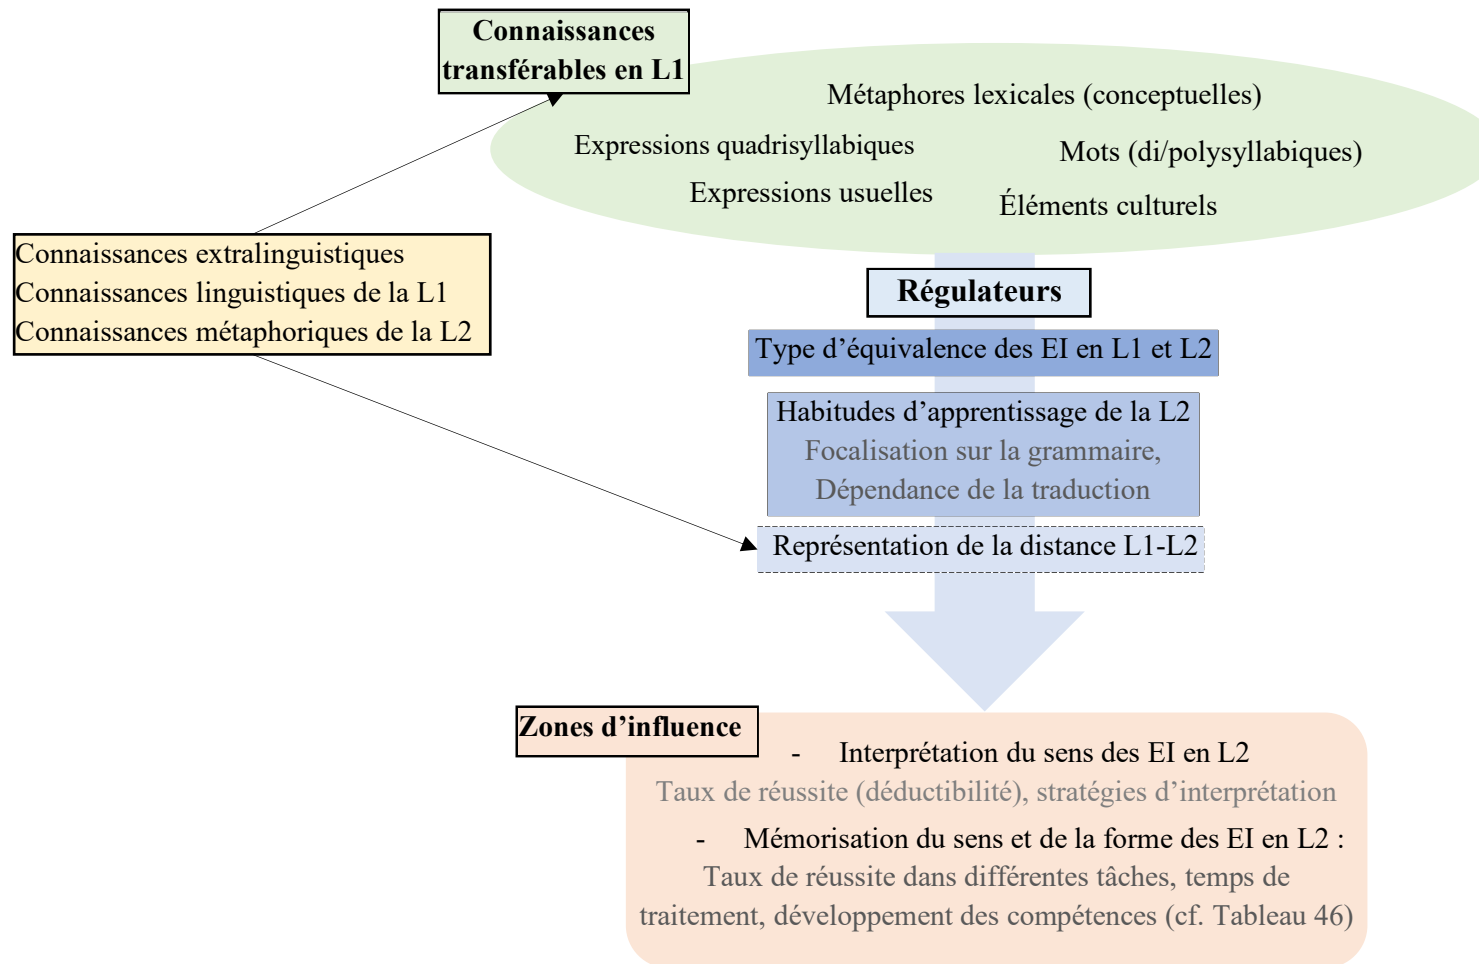 Connaissances
transférables en L1
Métaphores lexicales (conceptuelles)
Expressions quadrisyllabiques
Mots (di/polysyllabiques)
Expressions usuelles
Éléments culturels
Connaissances extralinguistiques
Connaissances linguistiques de la L1
Connaissances métaphoriques de la L2
Régulateurs
Type d’équivalence des EI en L1 et L2
Habitudes d’apprentissage de la L2
Focalisation sur la grammaire,
Dépendance de la traduction
Représentation de la distance L1-L2
Zones d’influence
- Interprétation du sens des EI en L2
Taux de réussite (déductibilité), stratégies d’interprétation
- Mémorisation du sens et de la forme des EI en L2 :
Taux de réussite dans différentes tâches, temps de
traitement, développement des compétences (cf. Tableau 46)